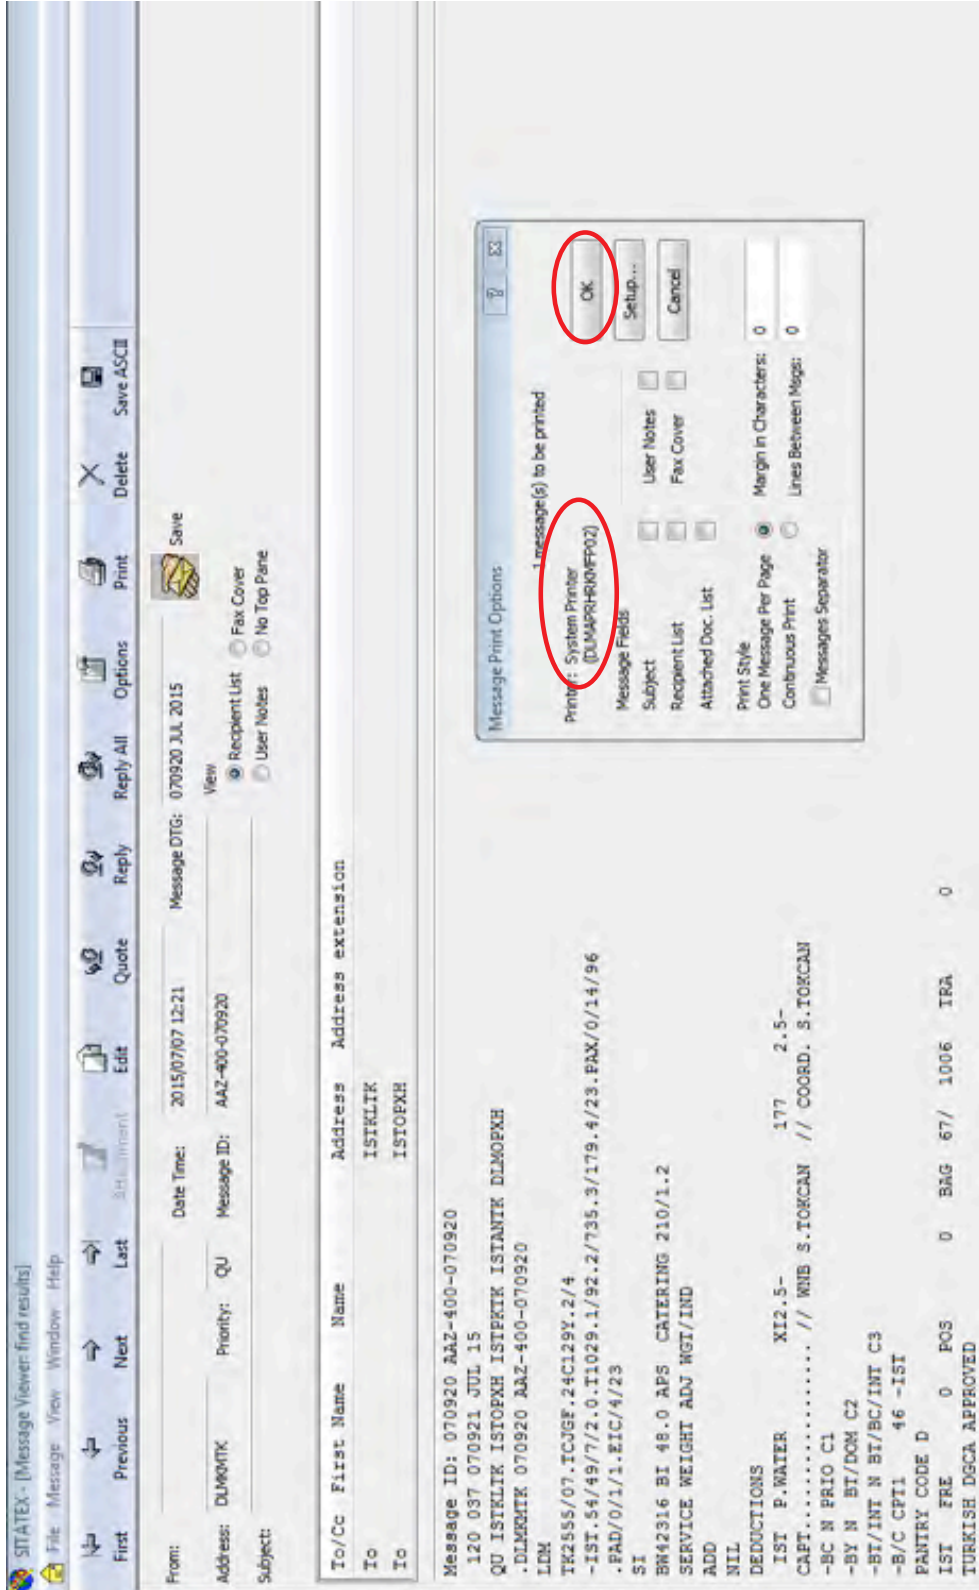 SITATEX - [Message Viewer: find results]
File Message View Window Help
First Previous Next Last Attachment Edit Quote Reply Reply All Options Print Delete Save ASCII
From: Date Time: 2015/07/07 12:21 Message DTG: 070920 JUL 2015 Save
Address: DLMKMTK Priority: QU Message ID: AAZ-400-070920 View
Recipient List Fax Cover
Subject: User Notes No Top Pane
To/Cc First Name Name Address Address extension
To ISTKLTK
To ISTOPXH
Message ID: 070920 AAZ-400-070920
120 037 070921 JUL 15
QU ISTKLTK ISTOPXH ISTPKTK ISTANTK DLMOPXH
.DLMKMTK 070920 AAZ-400-070920
LDM
TK2555/07.TCJGF.24C129Y.2/4
-IST.54/49/7/2.0.T1029.1/92.2/735.3/179.4/23.PAX/0/14/96
.PAD/0/1/1.EIC/4/23
SI
BW42316 BI 48.0 APS CATERING 210/1.2
SERVICE WEIGHT ADJ WGT/IND
ADD
NIL
DEDUCTIONS
IST P.WATER X12.5- 177 2.5-
CAPT................. // WNB S.TOKCAN // COORD. S.TOKCAN
-BC N PRIO C1
-BY N BT/DOM C2
-BT/INT N BT/BC/INT C3
-B/C CPT1 46 -IST
PANTRY CODE D
IST FRE 0 POS 0 BAG 67/ 1006 TRA 0
TURKISH DGCA APPROVED
Message Print Options
1 message(s) to be printed
Printer: System Printer
(DLMAPRHRKMFP02)
OK
Message Fields
Setup...
Subject User Notes
Recipient List Fax Cover
Cancel
Attached Doc. List
Print Style
One Message Per Page Margin in Characters: 0
Continuous Print Lines Between Msgs: 0
Messages Separator